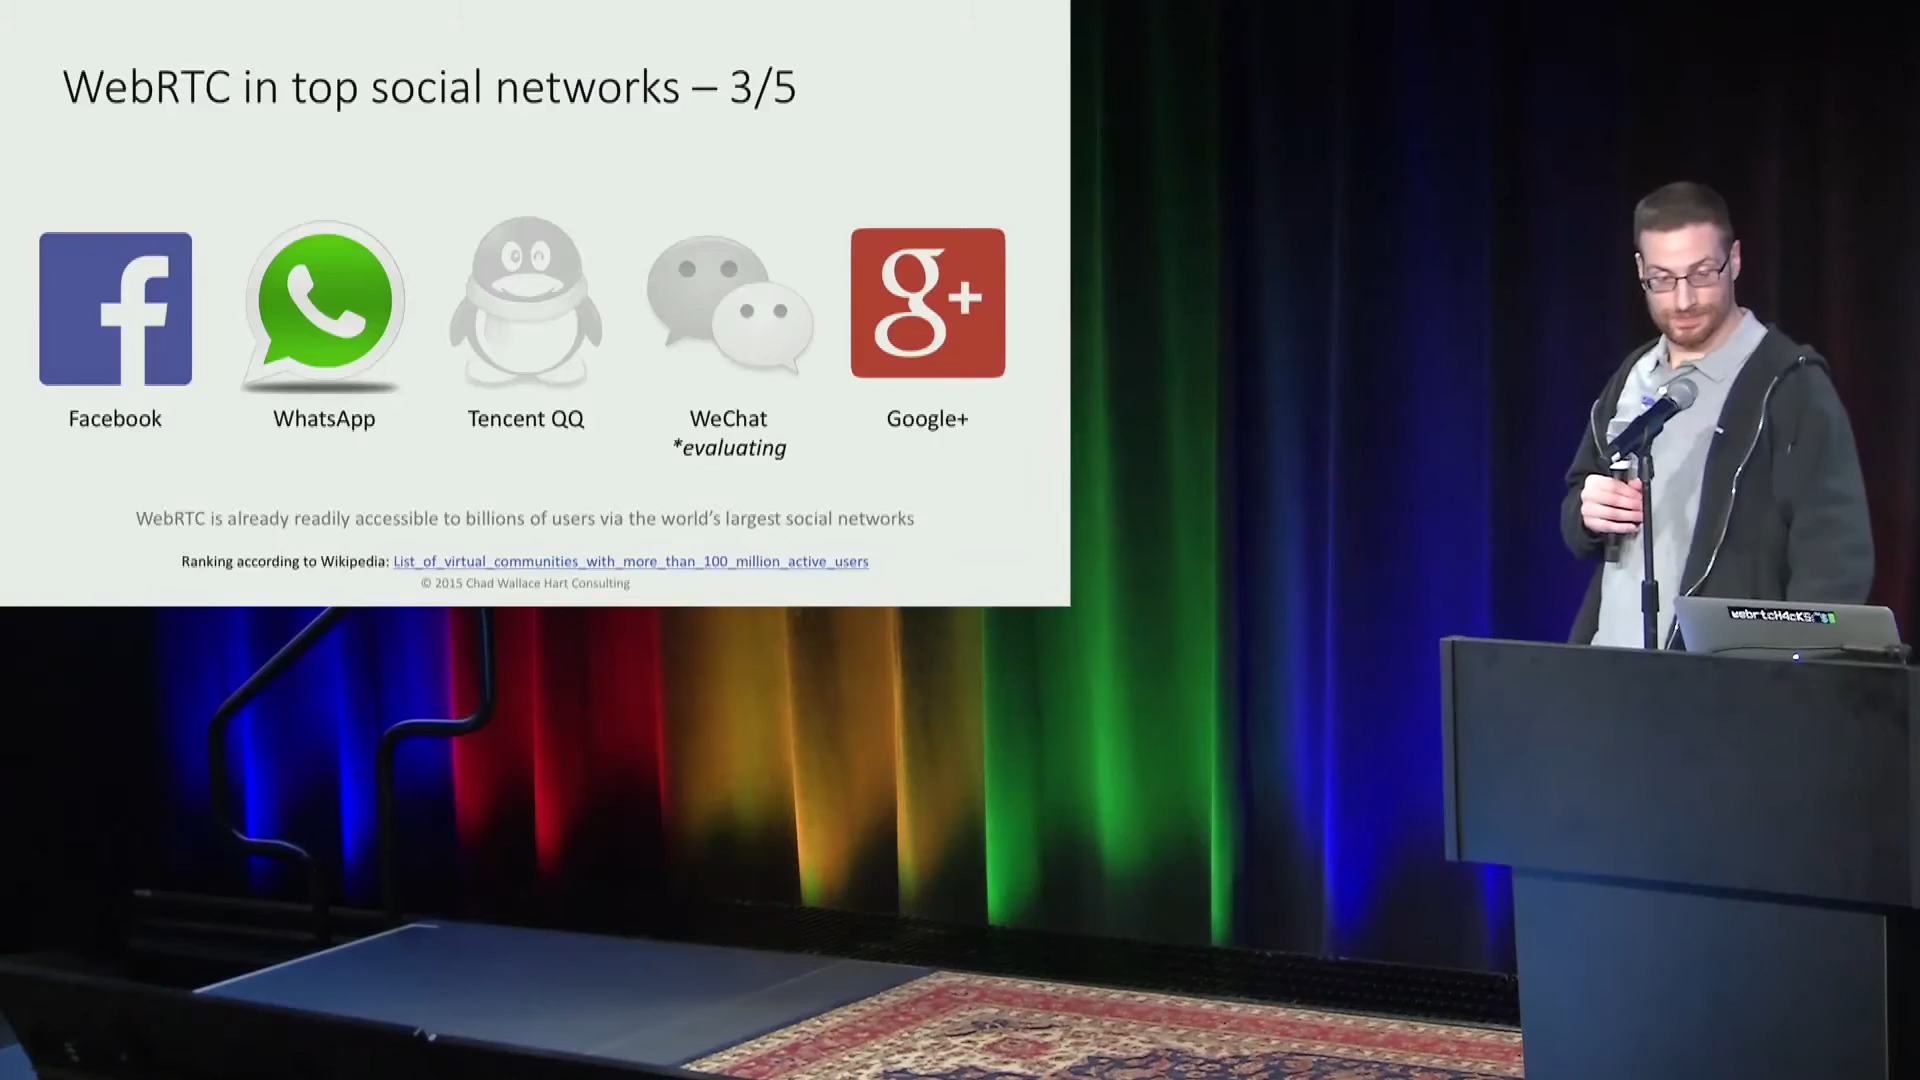 WebRTC in top social networks – 3/5
f
g+
Facebook
WhatsApp
Tencent QQ
WeChat
*evaluating
Google+
WebRTC is already readily accessible to billions of users via the world's largest social networks
Ranking according to Wikipedia: List_of_virtual_communities_with_more_than_100_million_active_users
© 2015 Chad Wallace Hart Consulting
webrtcH4cKS: